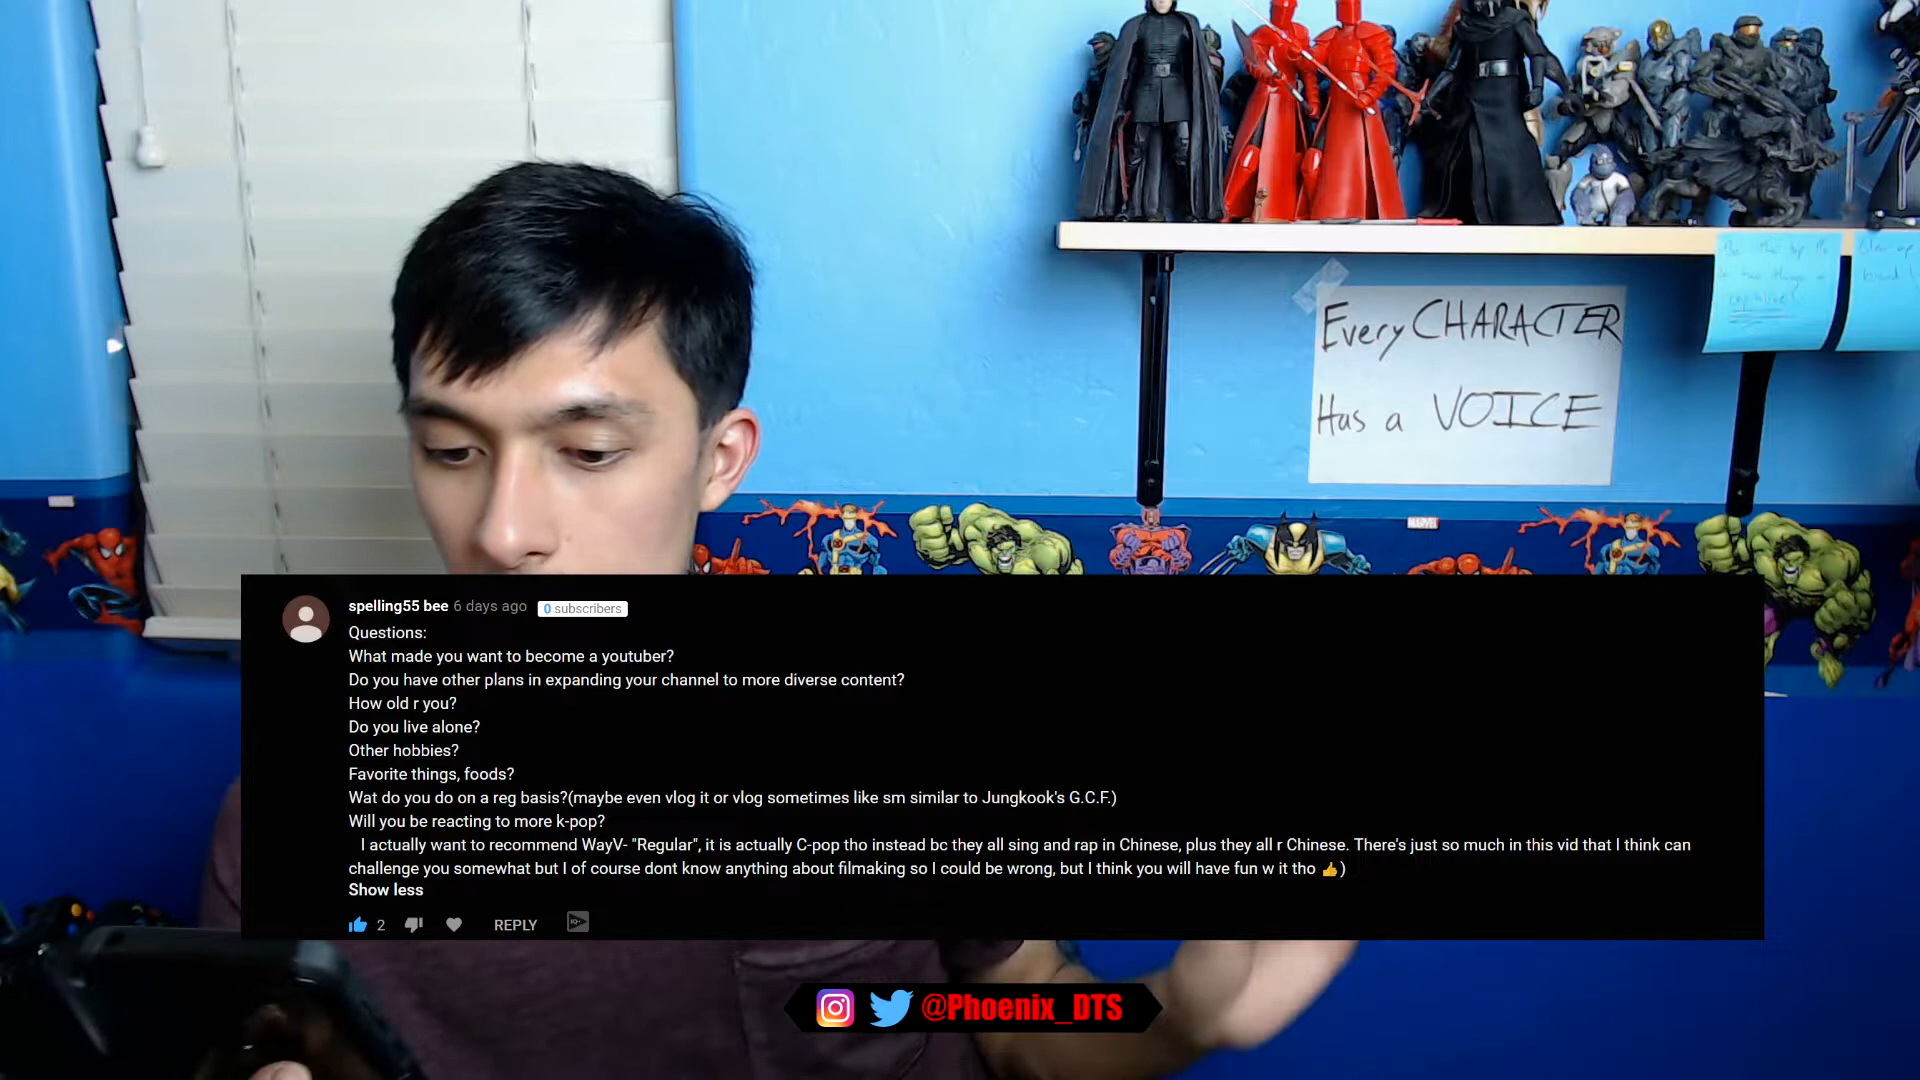 Every CHARACTER
Has a VOICE
MARVEL
spelling55 bee 6 days ago 0 subscribers
Questions:
What made you want to become a youtuber?
Do you have other plans in expanding your channel to more diverse content?
How old r you?
Do you live alone?
Other hobbies?
Favorite things, foods?
Wat do you do on a reg basis?(maybe even vlog it or vlog sometimes like sm similar to Jungkook's G.C.F.)
Will you be reacting to more k-pop?
I actually want to recommend WayV- "Regular", it is actually C-pop tho instead bc they all sing and rap in Chinese, plus they all r Chinese. There's just so much in this vid that I think can
challenge you somewhat but I of course dont know anything about filmaking so I could be wrong, but I think you will have fun w it tho 👍)
Show less
2 REPLY
@Phoenix_DTS